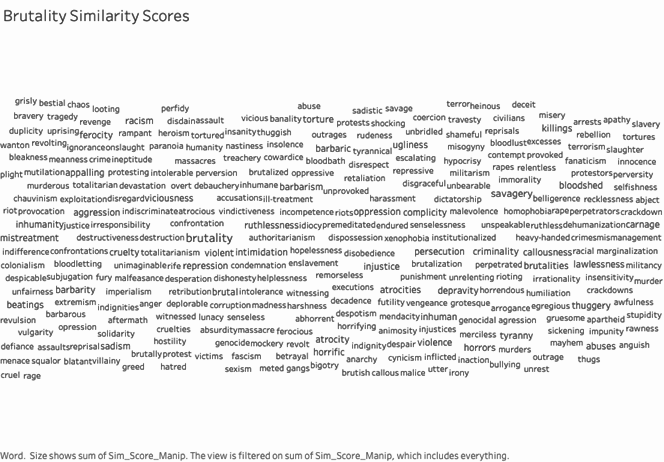 Brutality Similarity Scores
grisly bestial chaos looting perfidy abuse sadistic savage terror heinous deceit
bravery tragedy revenge racism disdain assault vicious banality torture protests shocking coercion travesty civilians misery arrests apathy slavery
duplicity uprising ferocity rampant heroism tortured insanity thuggish outrages rudeness unbridled shameful reprisals killings rebellion tortures
wanton revolting ignorance onslaught paranoia humanity nastiness insolence barbaric tyrannical ugliness misogyny bloodlust excesses terrorism slaughter
bleakness meanness crime ineptitude massacres treachery cowardice bloodbath disrespect escalating hypocrisy contempt provoked fanaticism innocence
plight mutilation appalling protesting intolerable perversion brutalized oppressive retaliation repressive militarism rapes relentless immorality protesters perversity
murderous totalitarian devastation overt debauchery inhumane barbarism unprovoked disgraceful unbearable savagery bloodshed selfishness
chauvinism exploitation disregard viciousness accusations ill-treatment harassment dictatorship belligerence reckless abject
riot provocation aggression indiscriminate atrocious vindictiveness incompetence riots oppression complicity malevolence homophobia rape perpetrators crackdown
inhumanity justice irresponsibility confrontation ruthlessness idiocy premeditated endured senselessness unspeakable ruthless dehumanization carnage
mistreatment destructiveness destruction brutality authoritarianism dispossession xenophobia institutionalized heavy-handed crimes mismanagement
indifference confrontations cruelty totalitarianism violent intimidation hopelessness disobedience persecution criminality callousness racial marginalization
colonialism bloodletting unimaginable rife repression condemnation enslavement injustice brutalization perpetrated brutalities lawlessness militancy
despicable subjugation fury malfeasance desperation dishonesty helplessness remorseless punishment unrelenting rioting irrationality insensitivity murder
unfairness barbarity imperialism retribution brutal intolerance witnessing executions atrocities depravity horrendous humiliation crackdowns
beatings extremism indignities anger deplorable corruption madness harshness decadence futility vengeance grotesque arrogance egregious thuggery awfulness
revulsion barbarous aftermath witnessed lunacy senseless abhorrent despotism mendacity inhuman genocidal agression gruesome apartheid stupidity
vulgarity opression solidarity cruelties absurdity massacre ferocious horrifying animosity injustices merciless tyranny sickening impunity rawness
defiance assaults reprisal sadism hostility genocide mockery revolt atrocity indignity despair violence horrors murders mayhem abuses anguish
menace squalor blatant villainy brutally protest victims fascism betrayal horrific anarchy cynicism inflicted inaction bullying outrage thugs
cruel rage greed hatred sexism meted gangs bigotry brutish callous malice utter irony unrest
Word.  Size shows sum of Sim_Score_Manip. The view is filtered on sum of Sim_Score_Manip, which includes everything.